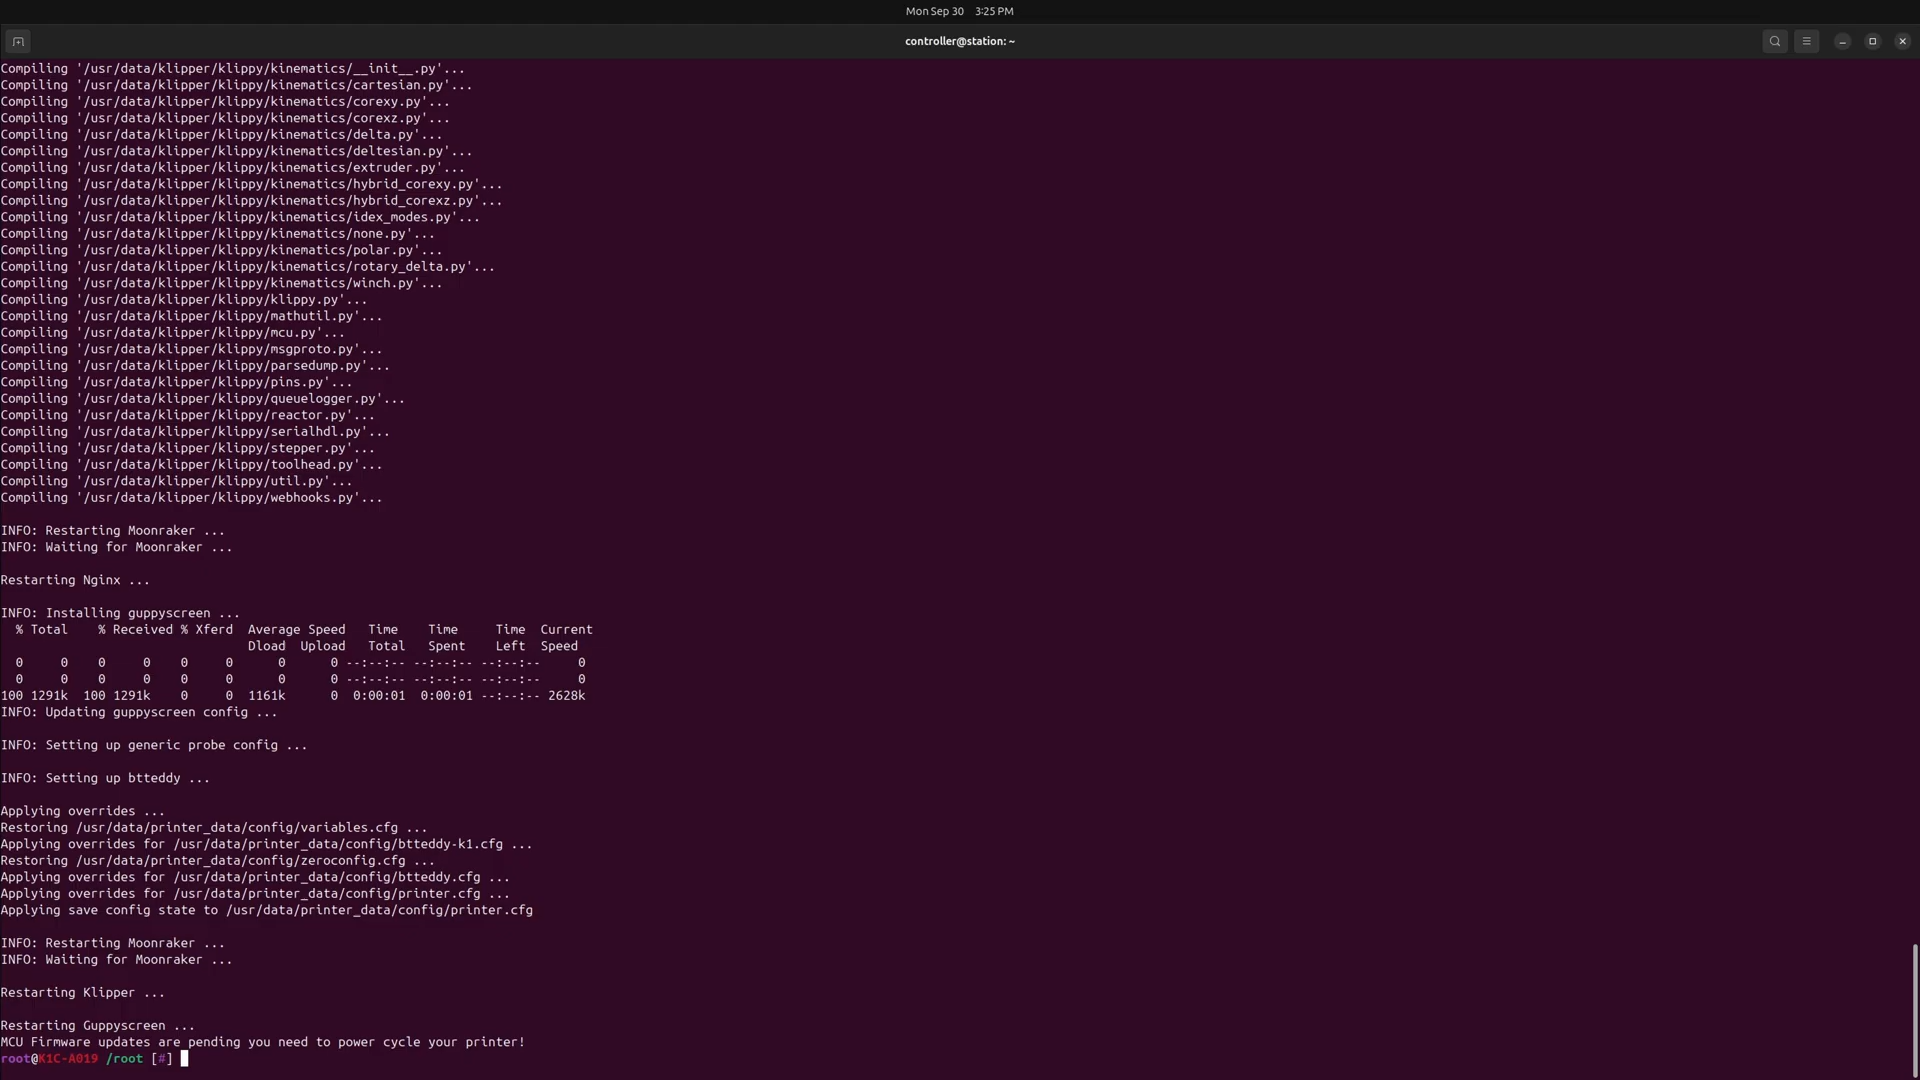 Mon Sep 30 3:25 PM
controller@station: ~
Compiling '/usr/data/klipper/klippy/kinematics/__init__.py'...
Compiling '/usr/data/klipper/klippy/kinematics/cartesian.py'...
Compiling '/usr/data/klipper/klippy/kinematics/corexy.py'...
Compiling '/usr/data/klipper/klippy/kinematics/corexz.py'...
Compiling '/usr/data/klipper/klippy/kinematics/delta.py'...
Compiling '/usr/data/klipper/klippy/kinematics/deltesian.py'...
Compiling '/usr/data/klipper/klippy/kinematics/extruder.py'...
Compiling '/usr/data/klipper/klippy/kinematics/hybrid_corexy.py'...
Compiling '/usr/data/klipper/klippy/kinematics/hybrid_corexz.py'...
Compiling '/usr/data/klipper/klippy/kinematics/idex_modes.py'...
Compiling '/usr/data/klipper/klippy/kinematics/none.py'...
Compiling '/usr/data/klipper/klippy/kinematics/polar.py'...
Compiling '/usr/data/klipper/klippy/kinematics/rotary_delta.py'...
Compiling '/usr/data/klipper/klippy/kinematics/winch.py'...
Compiling '/usr/data/klipper/klippy/klippy.py'...
Compiling '/usr/data/klipper/klippy/mathutil.py'...
Compiling '/usr/data/klipper/klippy/mcu.py'...
Compiling '/usr/data/klipper/klippy/msgproto.py'...
Compiling '/usr/data/klipper/klippy/parsedump.py'...
Compiling '/usr/data/klipper/klippy/pins.py'...
Compiling '/usr/data/klipper/klippy/queuelogger.py'...
Compiling '/usr/data/klipper/klippy/reactor.py'...
Compiling '/usr/data/klipper/klippy/serialhdl.py'...
Compiling '/usr/data/klipper/klippy/stepper.py'...
Compiling '/usr/data/klipper/klippy/toolhead.py'...
Compiling '/usr/data/klipper/klippy/util.py'...
Compiling '/usr/data/klipper/klippy/webhooks.py'...
INFO: Restarting Moonraker ...
INFO: Waiting for Moonraker ...
Restarting Nginx ...
INFO: Installing guppyscreen ...
  % Total    % Received % Xferd  Average Speed   Time    Time     Time  Current
                                 Dload  Upload   Total   Spent    Left  Speed
  0     0    0     0    0     0      0      0 --:--:-- --:--:-- --:--:--     0
  0     0    0     0    0     0      0      0 --:--:-- --:--:-- --:--:--     0
100 1291k  100 1291k    0     0  1161k      0  0:00:01  0:00:01 --:--:-- 2628k
INFO: Updating guppyscreen config ...
INFO: Setting up generic probe config ...
INFO: Setting up btteddy ...
Applying overrides ...
Restoring /usr/data/printer_data/config/variables.cfg ...
Applying overrides for /usr/data/printer_data/config/btteddy-k1.cfg ...
Restoring /usr/data/printer_data/config/zeroconfig.cfg ...
Applying overrides for /usr/data/printer_data/config/btteddy.cfg ...
Applying overrides for /usr/data/printer_data/config/printer.cfg ...
Applying save config state to /usr/data/printer_data/config/printer.cfg
INFO: Restarting Moonraker ...
INFO: Waiting for Moonraker ...
Restarting Klipper ...
Restarting Guppyscreen ...
MCU Firmware updates are pending you need to power cycle your printer!
root@K1C-A019 /root [#]